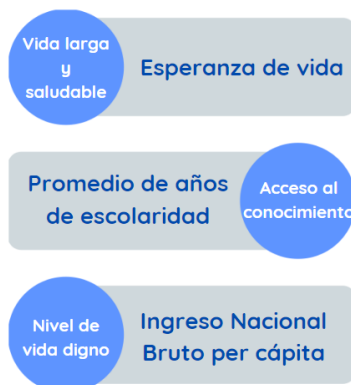 Vida larga
y
saludable
Esperanza de vida
Promedio de años
de escolaridad
Acceso al
conocimiento
Nivel de
vida digno
Ingreso Nacional
Bruto per cápita